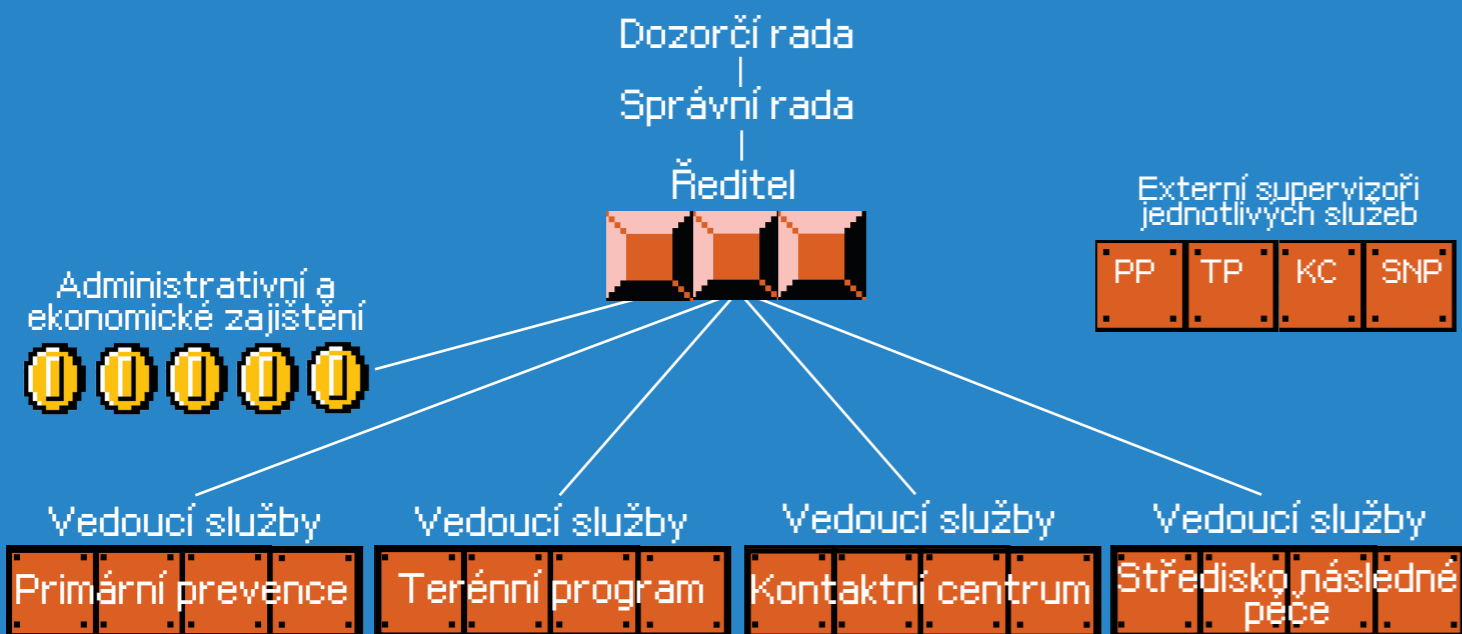 Dozorčí rada
Správní rada
Ředitel
Externí supervizoři
jednotlivých služeb
PP TP KC SNP
Administrativní a
ekonomické zajištění
Vedoucí služby Vedoucí služby Vedoucí služby Vedoucí služby
Primární prevence Terénní program Kontaktní centrum Středisko následné
péče